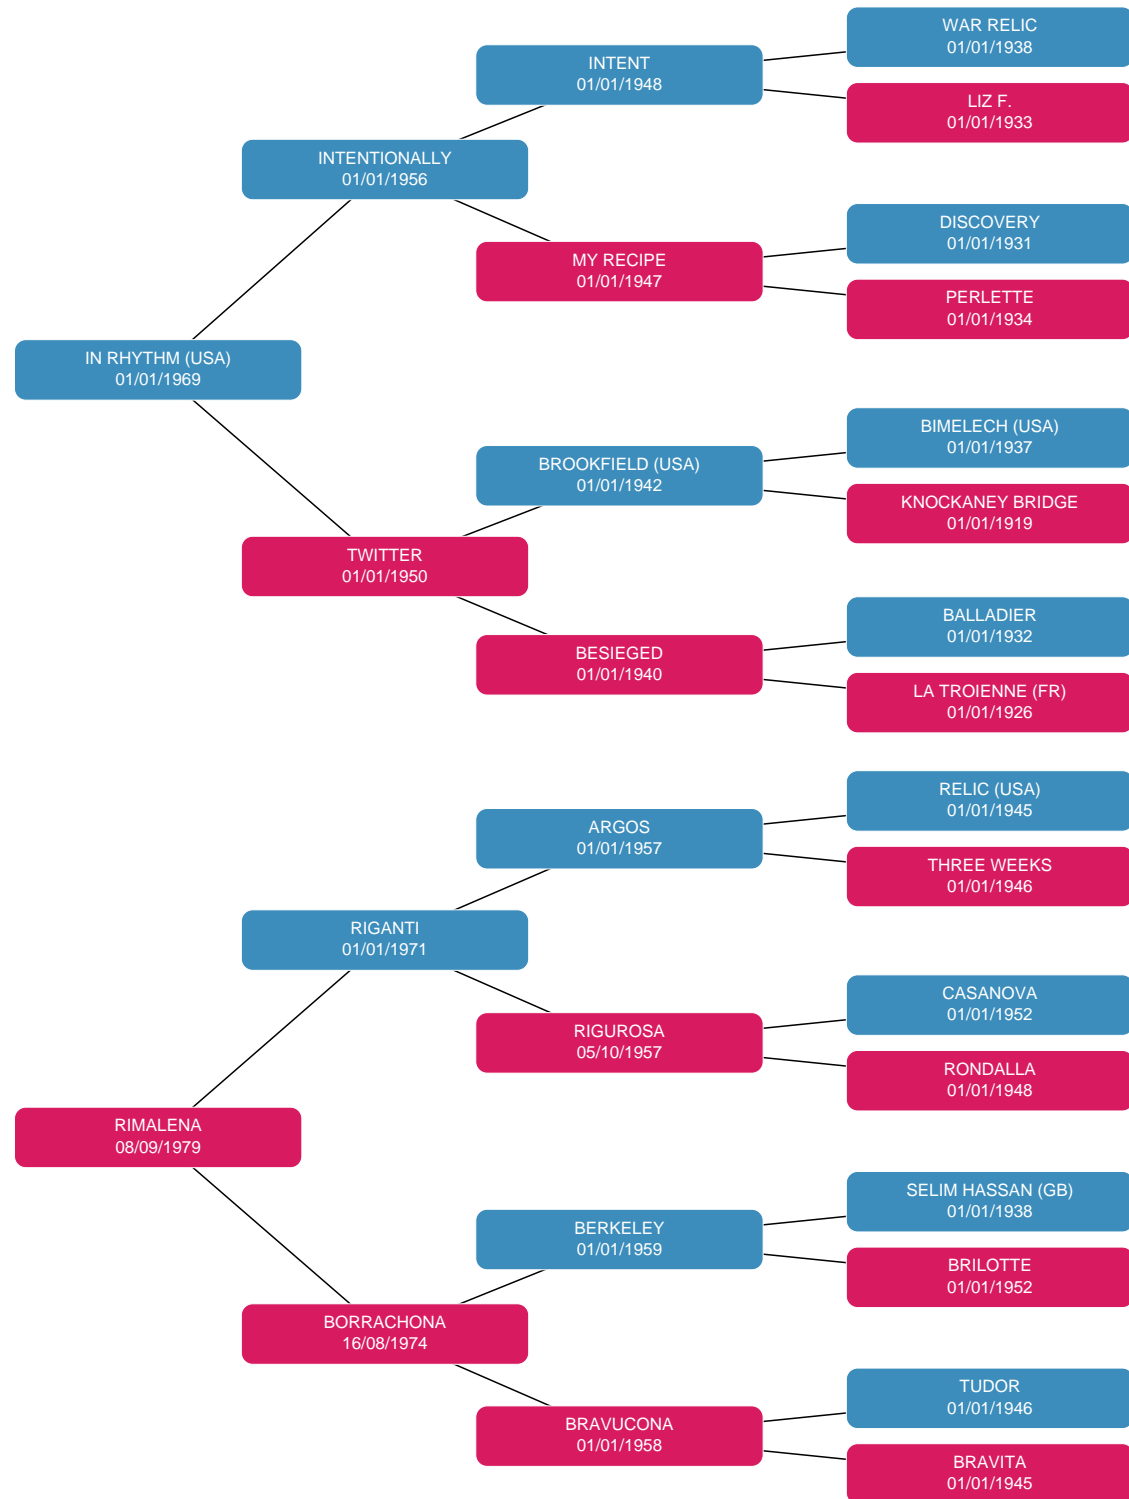 WAR RELIC
01/01/1938
INTENT
01/01/1948
LIZ F.
01/01/1933
INTENTIONALLY
01/01/1956
DISCOVERY
01/01/1931
MY RECIPE
01/01/1947
PERLETTE
01/01/1934
IN RHYTHM (USA)
01/01/1969
BIMELECH (USA)
01/01/1937
BROOKFIELD (USA)
01/01/1942
KNOCKANEY BRIDGE
01/01/1919
TWITTER
01/01/1950
BALLADIER
01/01/1932
BESIEGED
01/01/1940
LA TROIENNE (FR)
01/01/1926
RELIC (USA)
01/01/1945
ARGOS
01/01/1957
THREE WEEKS
01/01/1946
RIGANTI
01/01/1971
CASANOVA
01/01/1952
RIGUROSA
05/10/1957
RONDALLA
01/01/1948
RIMALENA
08/09/1979
SELIM HASSAN (GB)
01/01/1938
BERKELEY
01/01/1959
BRILOTTE
01/01/1952
BORRACHONA
16/08/1974
TUDOR
01/01/1946
BRAVUCONA
01/01/1958
BRAVITA
01/01/1945